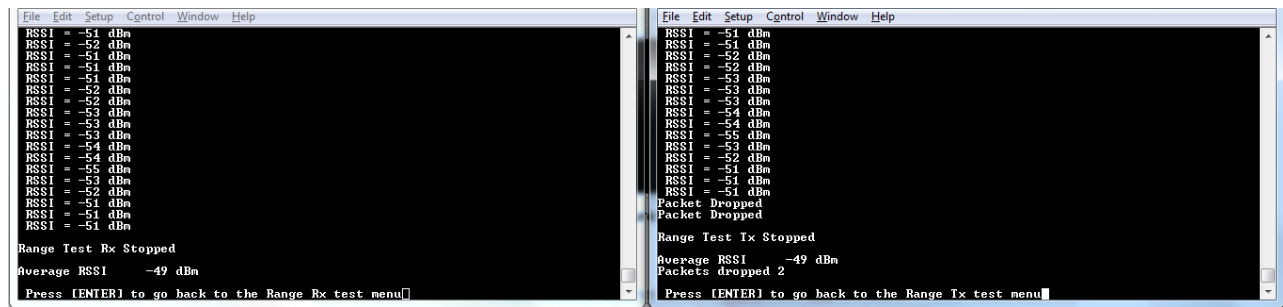 File Edit Setup Control Window Help
RSSI = -51 dBm
RSSI = -52 dBm
RSSI = -51 dBm
RSSI = -51 dBm
RSSI = -51 dBm
RSSI = -52 dBm
RSSI = -52 dBm
RSSI = -53 dBm
RSSI = -53 dBm
RSSI = -53 dBm
RSSI = -54 dBm
RSSI = -54 dBm
RSSI = -55 dBm
RSSI = -53 dBm
RSSI = -52 dBm
RSSI = -51 dBm
RSSI = -51 dBm
RSSI = -51 dBm
Range Test Rx Stopped
Average RSSI -49 dBm
Press [ENTER] to go back to the Range Rx test menu
File Edit Setup Control Window Help
RSSI = -51 dBm
RSSI = -51 dBm
RSSI = -52 dBm
RSSI = -52 dBm
RSSI = -53 dBm
RSSI = -53 dBm
RSSI = -53 dBm
RSSI = -54 dBm
RSSI = -54 dBm
RSSI = -55 dBm
RSSI = -53 dBm
RSSI = -52 dBm
RSSI = -51 dBm
RSSI = -51 dBm
RSSI = -51 dBm
Packet Dropped
Packet Dropped
Range Test Tx Stopped
Average RSSI -49 dBm
Packets dropped 2
Press [ENTER] to go back to the Range Tx test menu